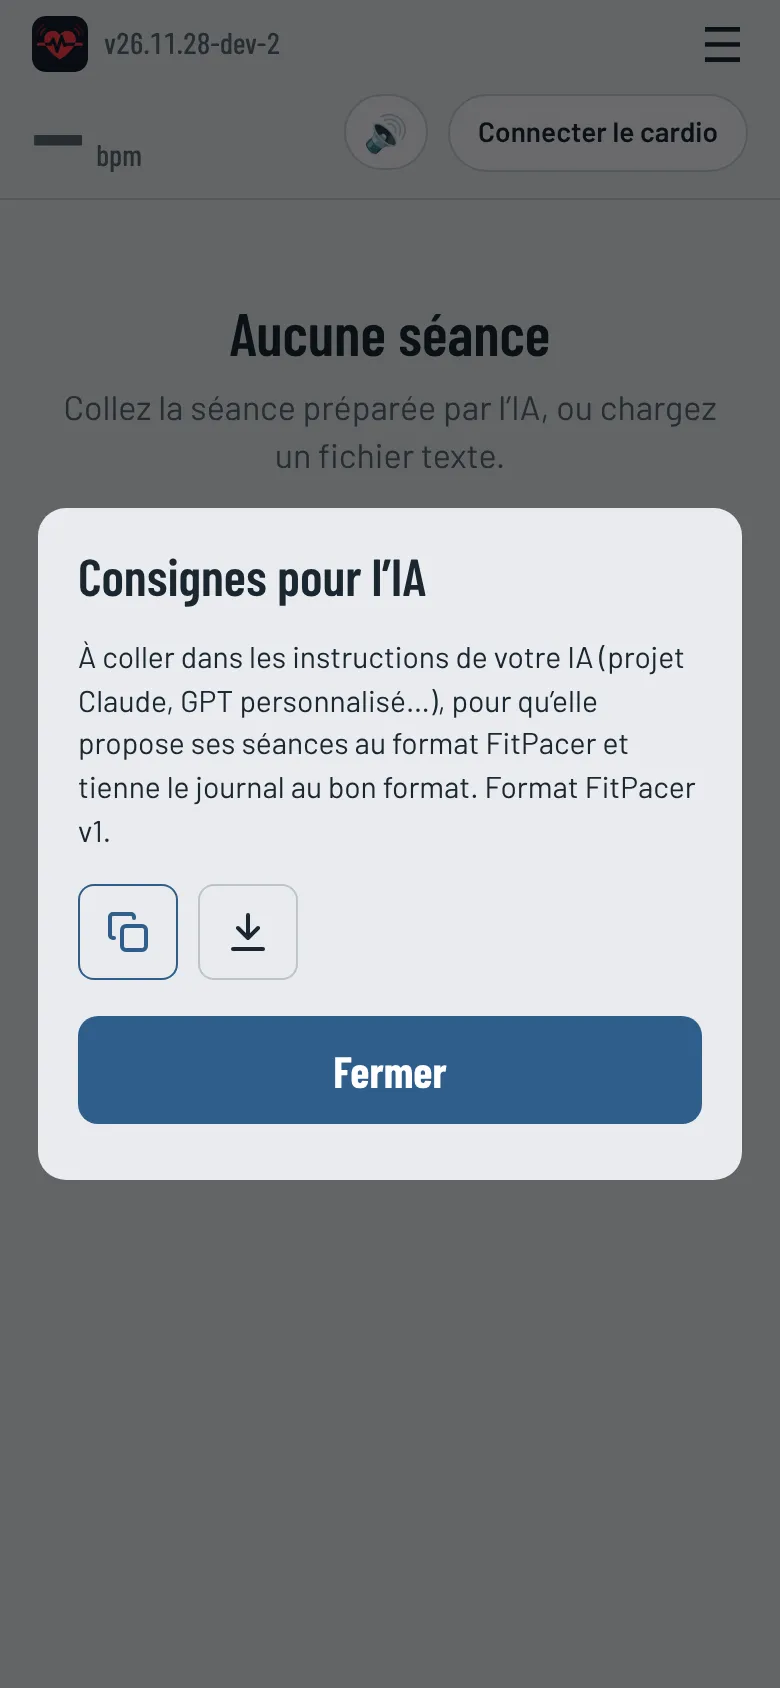 v26.11.28-dev-2
bpm
Connecter le cardio
Aucune séance
Collez la séance préparée par l’IA, ou chargez
un fichier texte.
Consignes pour l’IA
À coller dans les instructions de votre IA (projet
Claude, GPT personnalisé…), pour qu’elle
propose ses séances au format FitPacer et
tienne le journal au bon format. Format FitPacer
v1.
Fermer